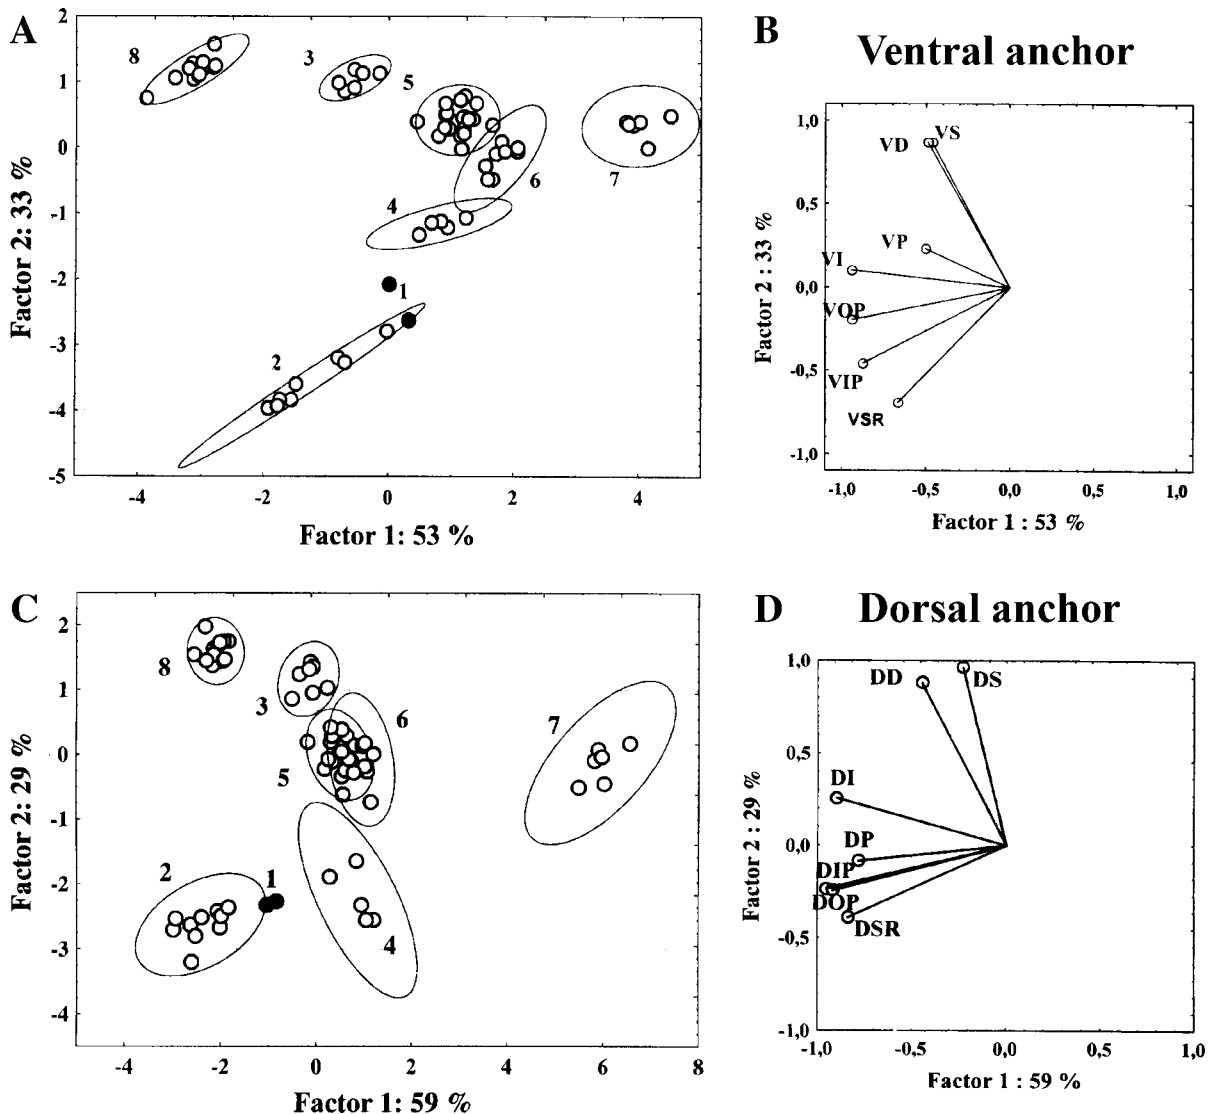 A
2
1
0
-1
-2
-3
-4
-5
Factor 2: 33 %
8
3
5
6
7
4
1
2
-4 -2 0 2 4
Factor 1: 53 %
B Ventral anchor
1,0
0,5
0,0
-0,5
-1,0
Factor 2 : 33 %
VD VS
VP
VI
VOP
VIP
VSR
-1,0 -0,5 0,0 0,5 1,0
Factor 1 : 53 %
C
2
1
0
-1
-2
-3
-4
Factor 2: 29 %
8
3
6
7
5
2
1
4
-4 -2 0 2 4 6 8
Factor 1: 59 %
D Dorsal anchor
1,0
0,5
0,0
-0,5
-1,0
Factor 2 : 29 %
DD DS
DI
DP
DIP
DOP
DSR
-1,0 -0,5 0,0 0,5 1,0
Factor 1 : 59 %